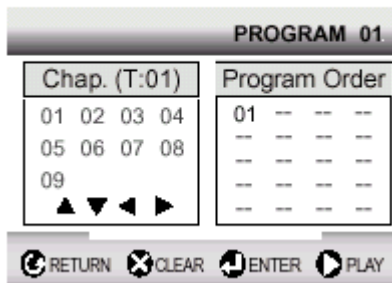 PROGRAM 01
Chap. (T:01)
01 02 03 04
05 06 07 08
09
Program Order
01 -- -- --
-- -- -- --
-- -- -- --
-- -- -- --
-- -- -- --
RETURN CLEAR ENTER PLAY